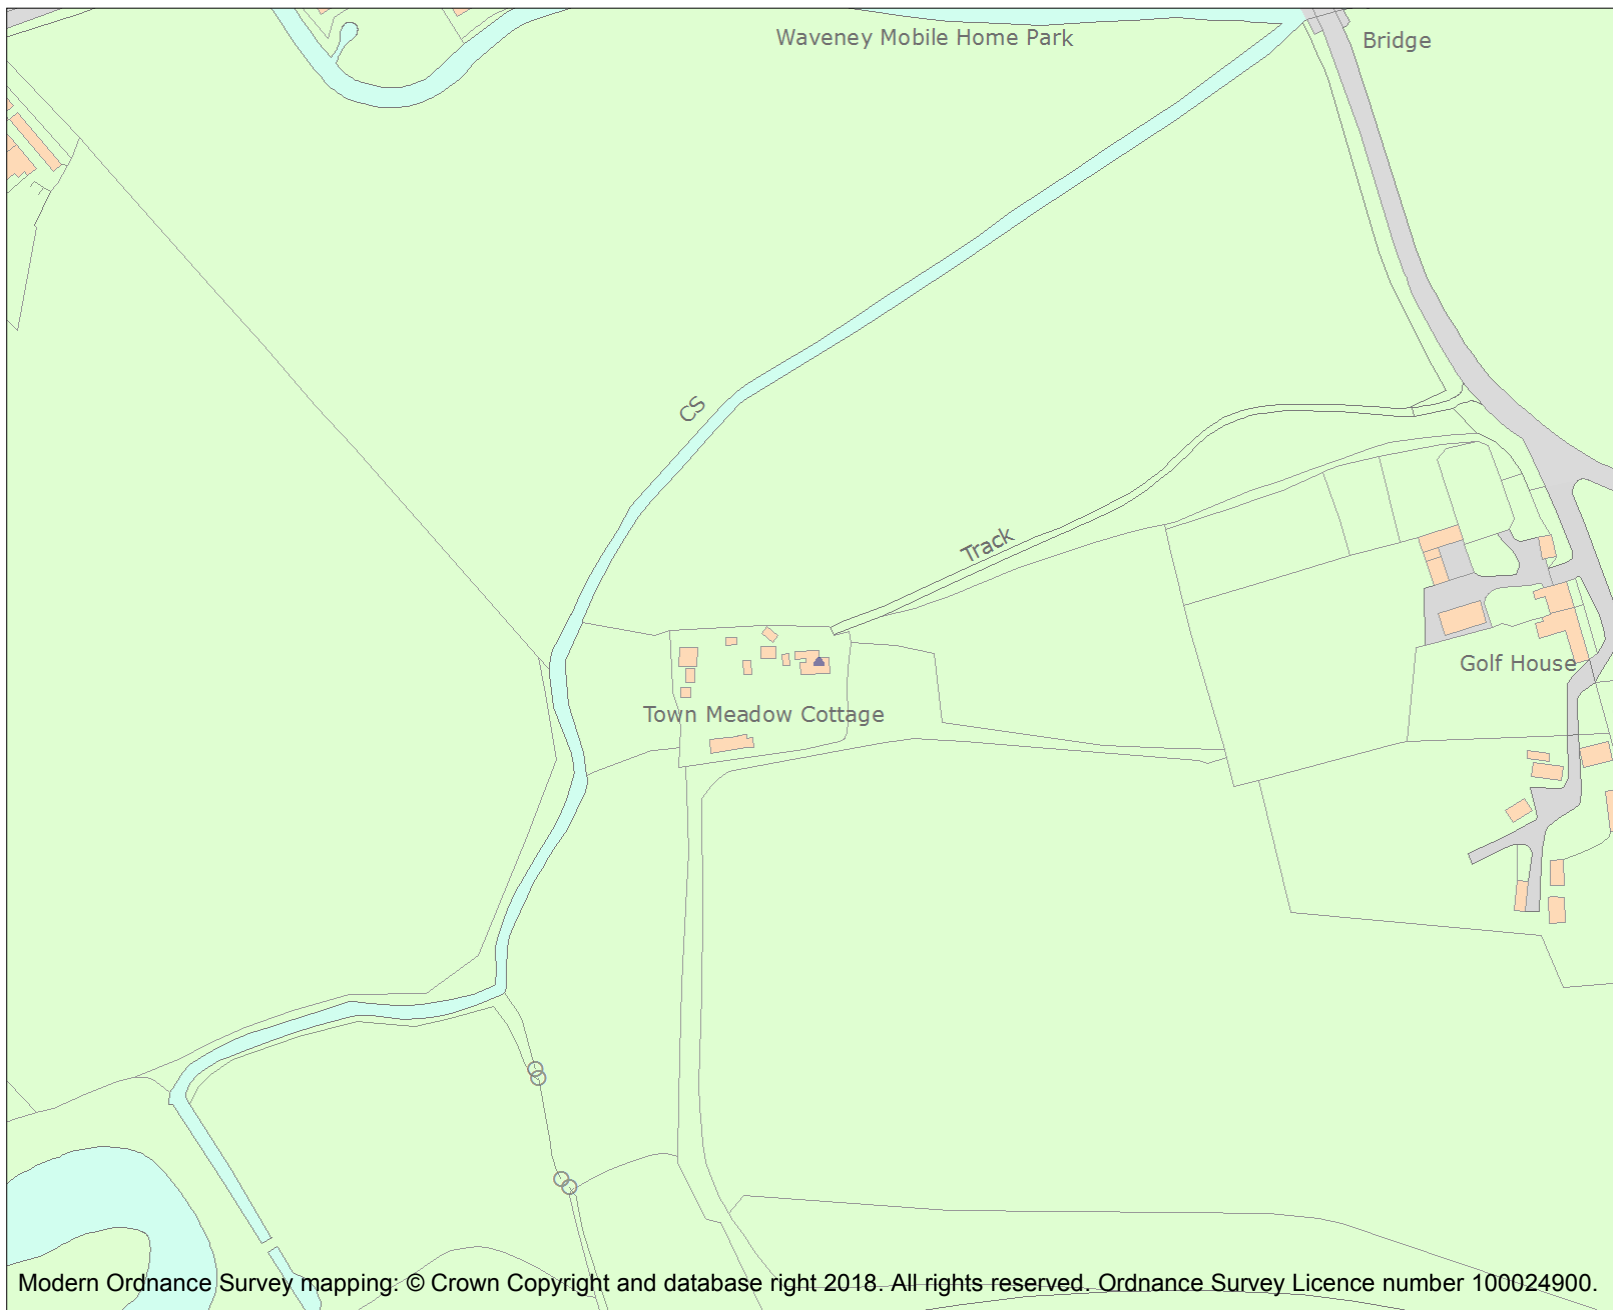 Waveney Mobile Home Park
Bridge
CS
Track
Golf House
Town Meadow Cottage
Modern Ordnance Survey mapping: © Crown Copyright and database right 2018. All rights reserved. Ordnance Survey Licence number 100024900.